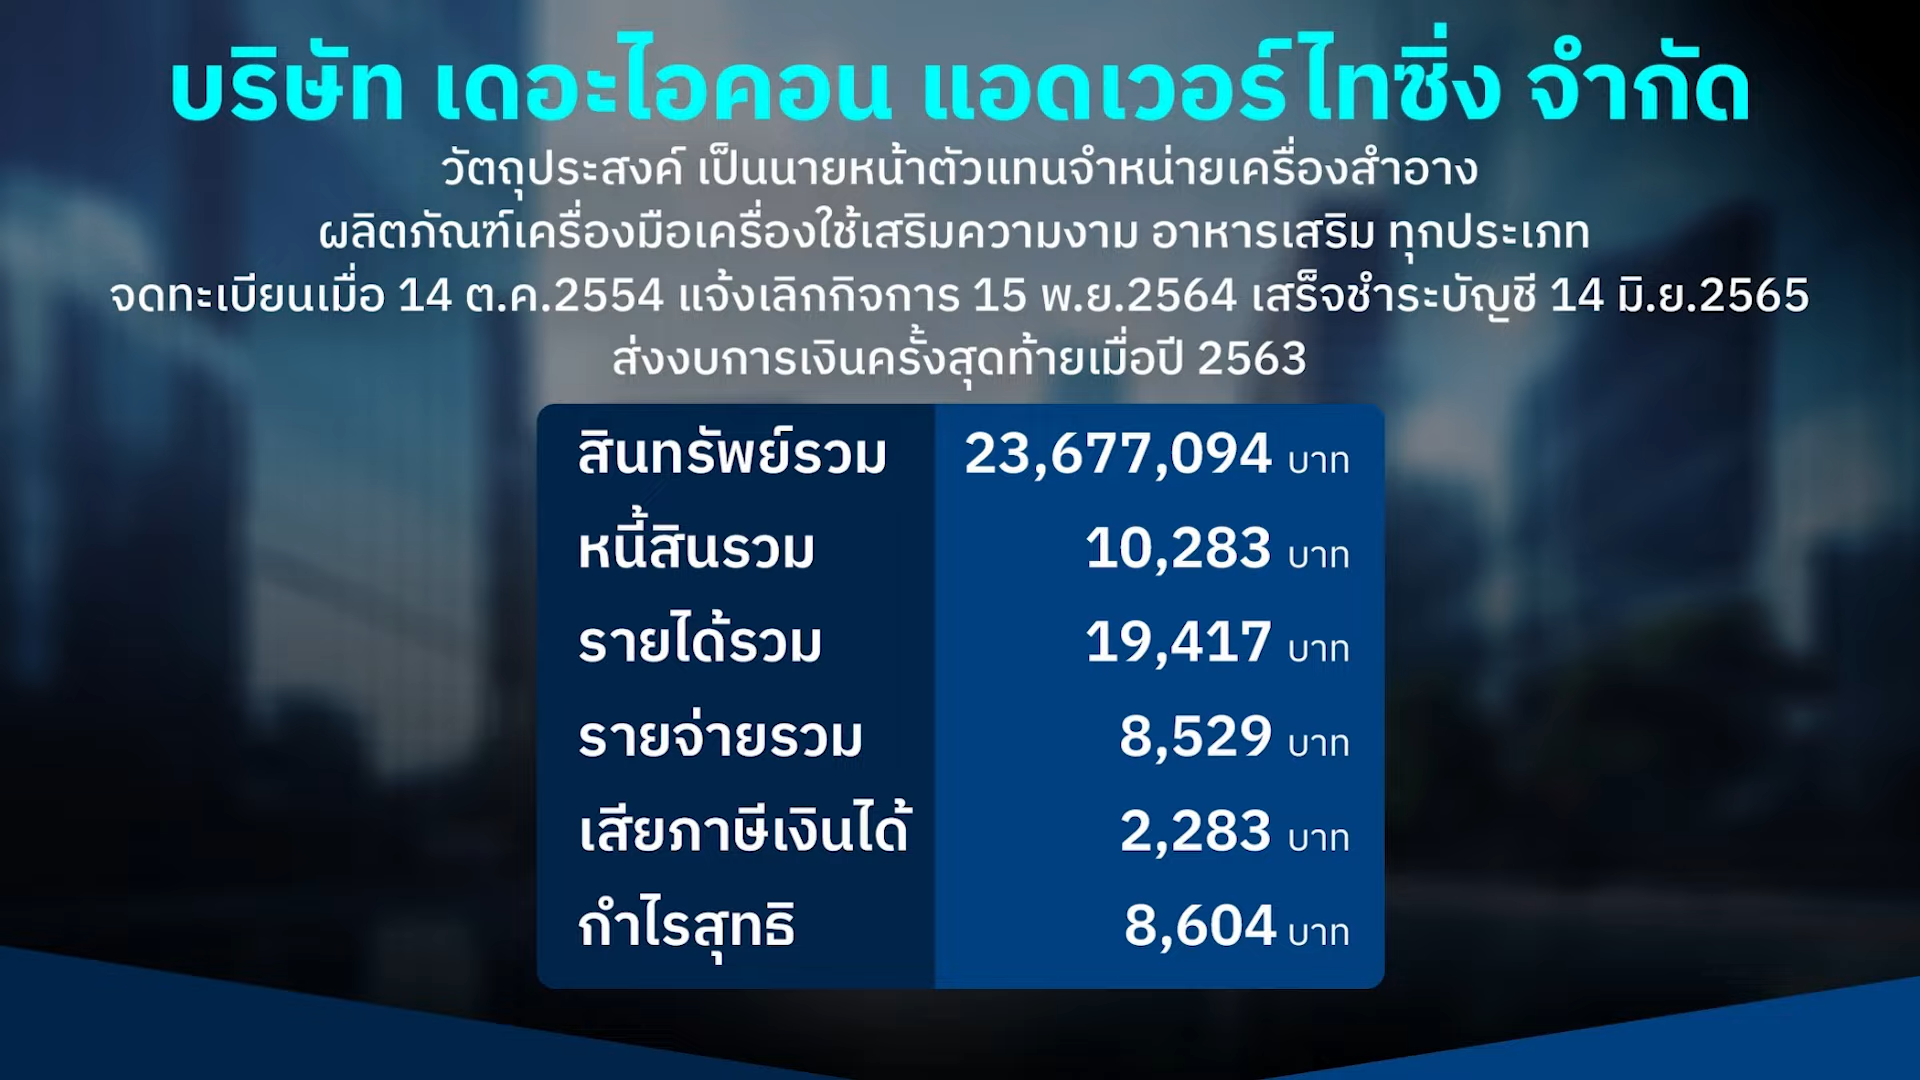 บริษัท เดอะไอคอน แอดเวอร์ไทซิ่ง จำกัด
วัตถุประสงค์ เป็นนายหน้าตัวแทนจำหน่ายเครื่องสำอาง
ผลิตภัณฑ์เครื่องมือเครื่องใช้เสริมความงาม อาหารเสริม ทุกประเภท
จดทะเบียนเมื่อ 14 ต.ค.2554 แจ้งเลิกกิจการ 15 พ.ย.2564 เสร็จชำระบัญชี 14 มิ.ย.2565
ส่งงบการเงินครั้งสุดท้ายเมื่อปี 2563
สินทรัพย์รวม 23,677,094 บาท
หนี้สินรวม 10,283 บาท
รายได้รวม 19,417 บาท
รายจ่ายรวม 8,529 บาท
เสียภาษีเงินได้ 2,283 บาท
กำไรสุทธิ 8,604 บาท